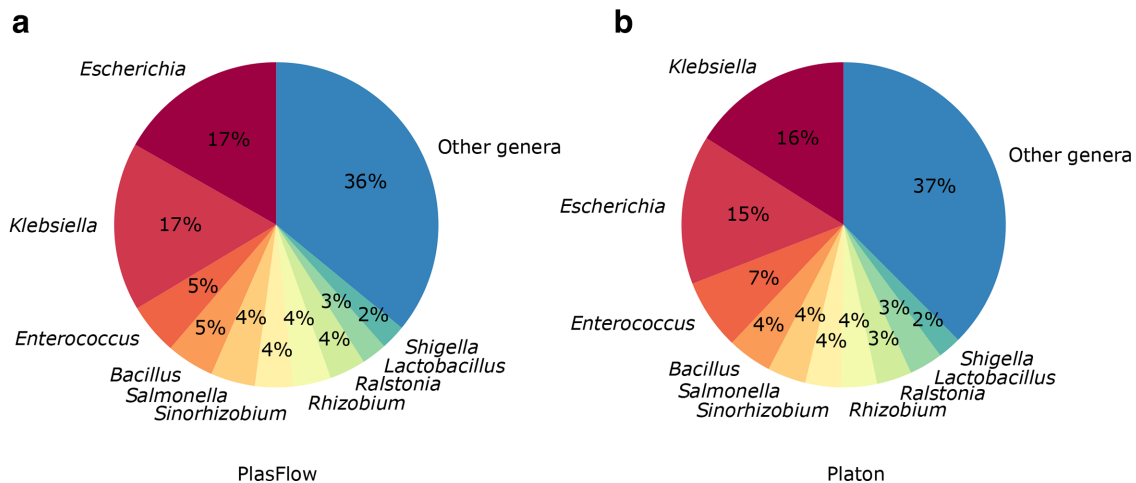 a
Escherichia
17%
Other genera
36%
Klebsiella
17%
5%
Enterococcus
5%
Bacillus
4%
Salmonella
4%
Sinorhizobium
4%
Rhizobium
4%
Ralstonia
3%
Lactobacillus
2%
Shigella
PlasFlow
b
Klebsiella
16%
Other genera
37%
Escherichia
15%
7%
Enterococcus
4%
Bacillus
4%
Salmonella
4%
Sinorhizobium
4%
Rhizobium
3%
Ralstonia
3%
Lactobacillus
2%
Shigella
Platon